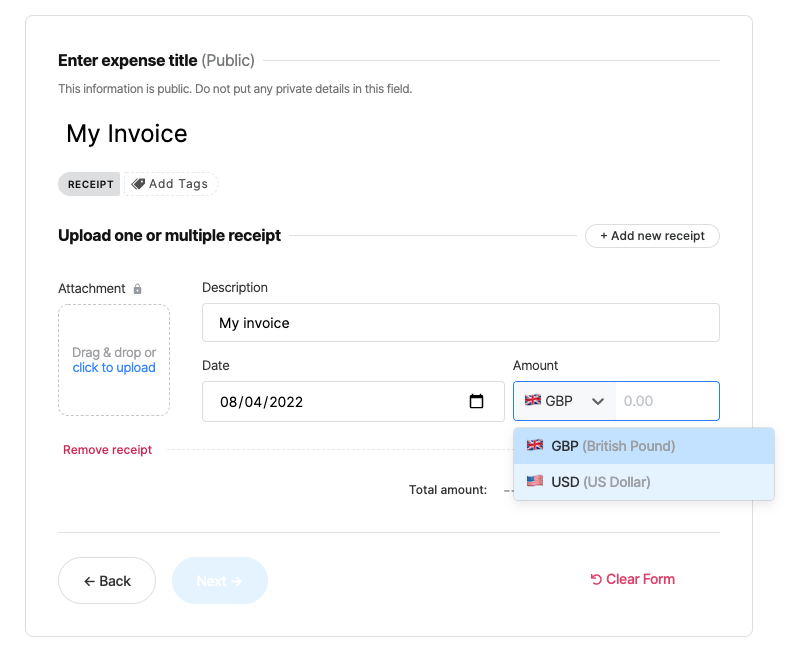 Enter expense title (Public)
This information is public. Do not put any private details in this field.
My Invoice
RECEIPT Add Tags
Upload one or multiple receipt
+ Add new receipt
Attachment
Description
Drag & drop or
click to upload
My invoice
Date
Amount
08/04/2022
GBP
0.00
Remove receipt
GBP (British Pound)
USD (US Dollar)
Total amount: --
← Back
Next →
Clear Form